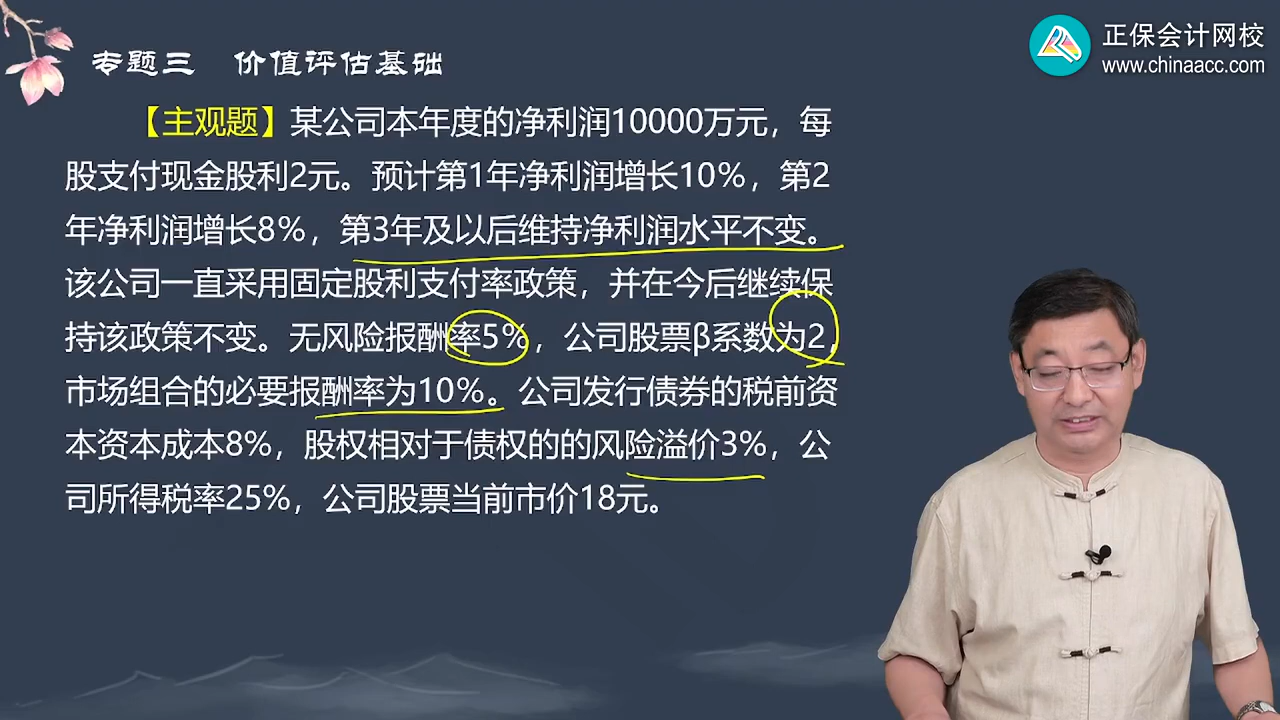 正保会计网校
www.chinaacc.com
专题三 价值评估基础
【主观题】某公司本年度的净利润10000万元，每
股支付现金股利2元。预计第1年净利润增长10%，第2
年净利润增长8%，第3年及以后维持净利润水平不变。
该公司一直采用固定股利支付率政策，并在今后继续保
持该政策不变。无风险报酬率5%，公司股票β系数为2，
市场组合的必要报酬率为10%。公司发行债券的税前资
本资本成本8%，股权相对于债权的的风险溢价3%，公
司所得税率25%，公司股票当前市价18元。